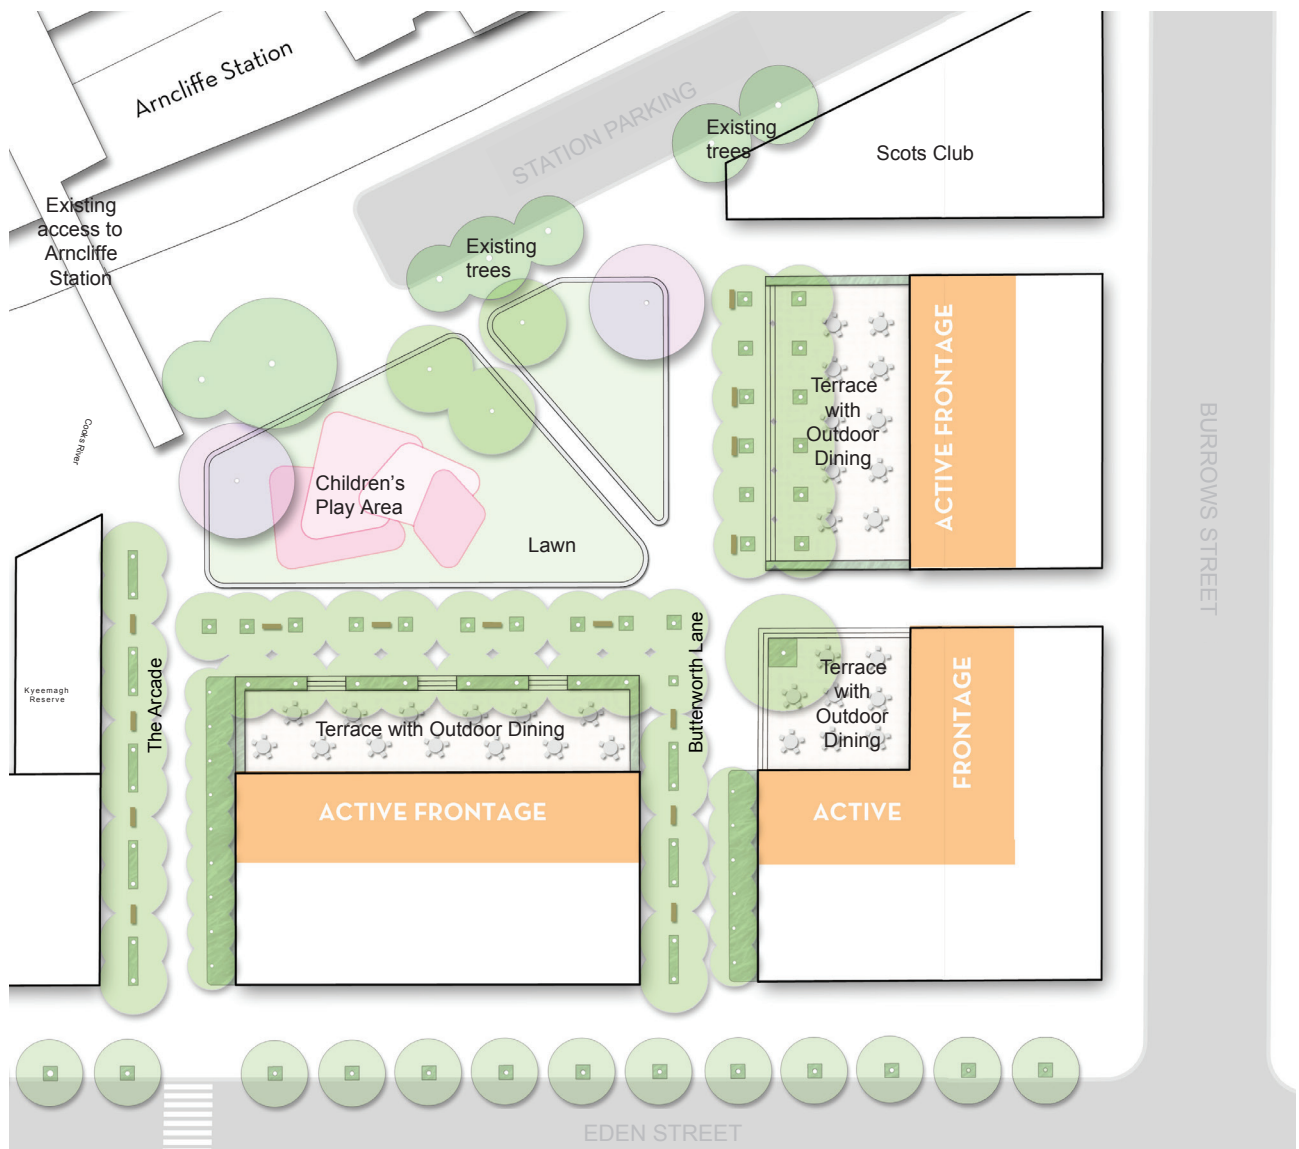 Arncliffe Station
STATION PARKING
Existing
trees
Scots Club
Existing
access to
Arncliffe
Station
Existing
trees
BURROWS STREET
ACTIVE FRONTAGE
Terrace
with
Outdoor
Dining
Cooks River
Children's
Play Area
Lawn
Kyeemagh
Reserve
The Arcade
Butterworth Lane
Terrace with Outdoor Dining
Terrace
with
Outdoor
Dining
FRONTAGE
ACTIVE FRONTAGE
ACTIVE
EDEN STREET